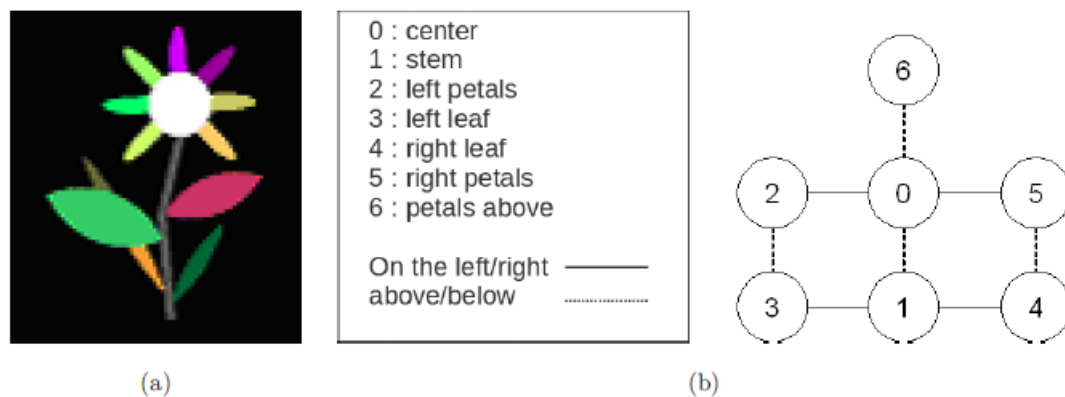 0 : center
1 : stem
2 : left petals
3 : left leaf
4 : right leaf
5 : right petals
6 : petals above
On the left/right
above/below
6
2 0 5
3 1 4
(a) (b)